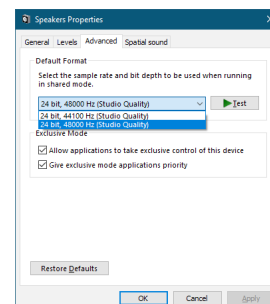 Speakers Properties
General Levels Advanced Spatial sound
Default Format
Select the sample rate and bit depth to be used when running
in shared mode.
24 bit, 48000 Hz (Studio Quality)
Test
24 bit, 44100 Hz (Studio Quality)
24 bit, 48000 Hz (Studio Quality)
Exclusive Mode
Allow applications to take exclusive control of this device
Give exclusive mode applications priority
Restore Defaults
OK Cancel Apply